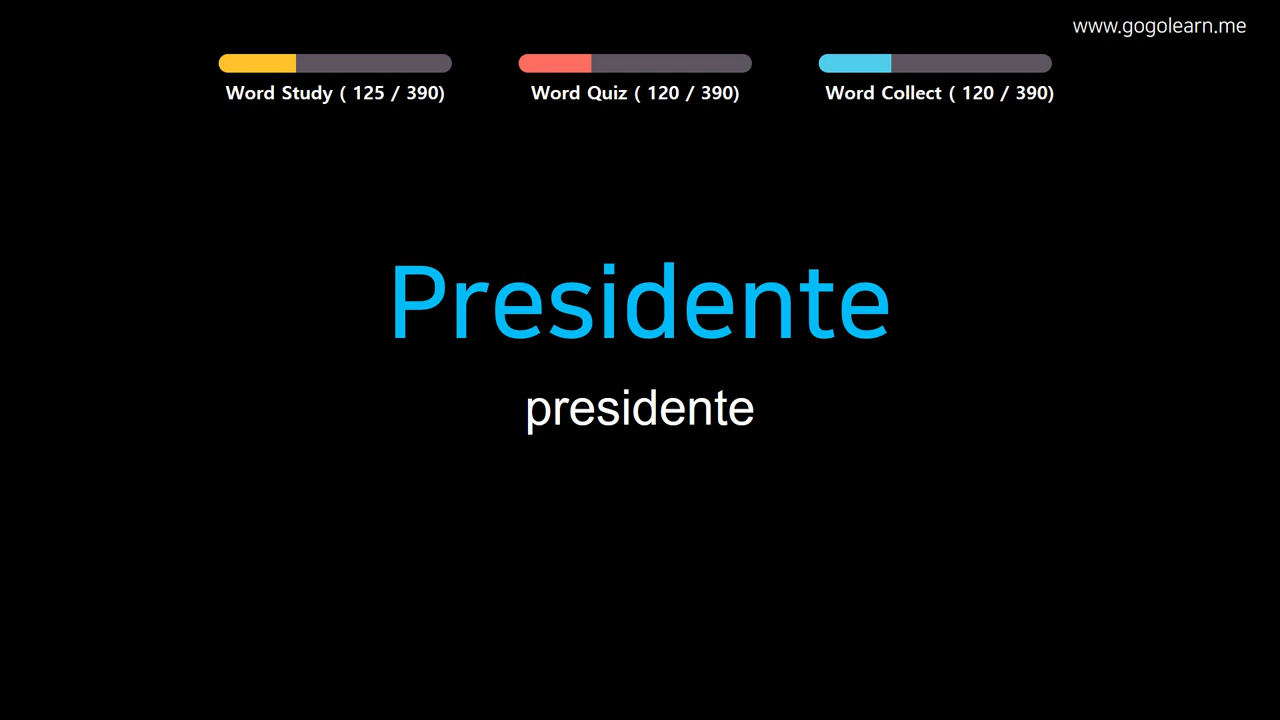 www.gogolearn.me
Word Study ( 125 / 390)
Word Quiz ( 120 / 390)
Word Collect ( 120 / 390)
Presidente
presidente